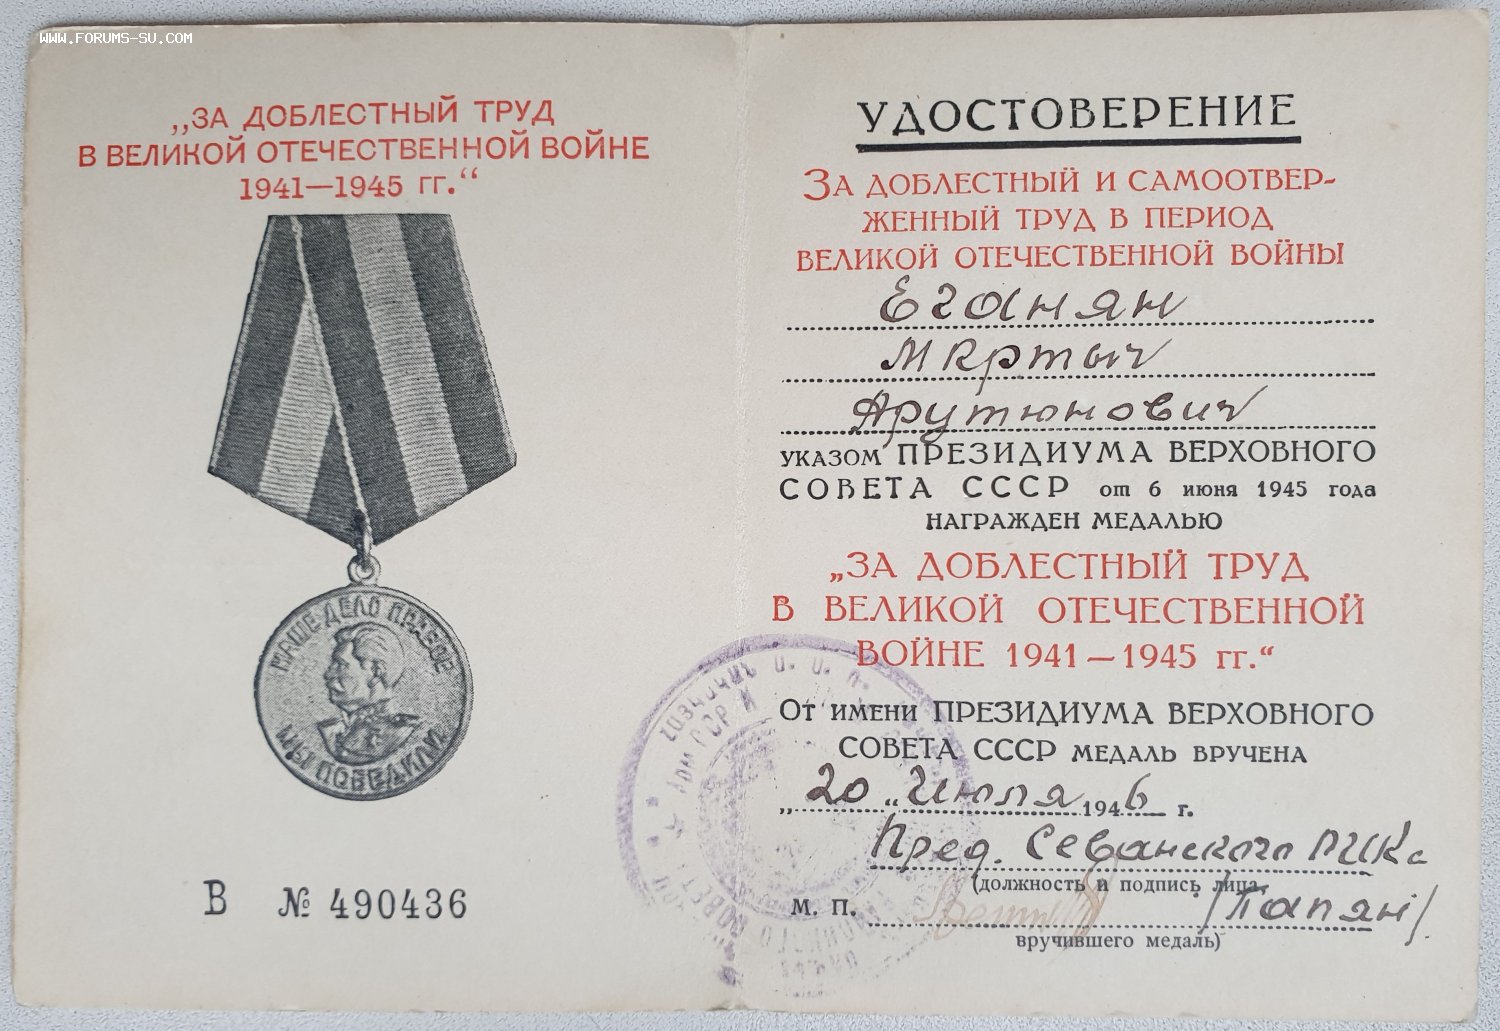 www.FORUMS-SU.COM
„ЗА ДОБЛЕСТНЫЙ ТРУД
В ВЕЛИКОЙ ОТЕЧЕСТВЕННОЙ ВОЙНЕ
1941—1945 ГГ.“
НАШЕ ДЕЛО ПРАВОЕ
МЫ ПОБЕДИЛИ
В № 490436
УДОСТОВЕРЕНИЕ
ЗА ДОБЛЕСТНЫЙ И САМООТВЕР-
ЖЕННЫЙ ТРУД В ПЕРИОД
ВЕЛИКОЙ ОТЕЧЕСТВЕННОЙ ВОЙНЫ
Еганян
Мкртыч
Арутюнович
УКАЗОМ ПРЕЗИДИУМА ВЕРХОВНОГО
СОВЕТА СССР от 6 июня 1945 года
НАГРАЖДЕН МЕДАЛЬЮ
„ЗА ДОБЛЕСТНЫЙ ТРУД
В ВЕЛИКОЙ ОТЕЧЕСТВЕННОЙ
ВОЙНЕ 1941—1945 гг.“
ОТ ИМЕНИ ПРЕЗИДИУМА ВЕРХОВНОГО
СОВЕТА СССР МЕДАЛЬ ВРУЧЕНА
„20“ Июля 1946 г.
Пред. Севанского
(должность и подпись лица,
М. П. /Папян/
вручившего медаль)